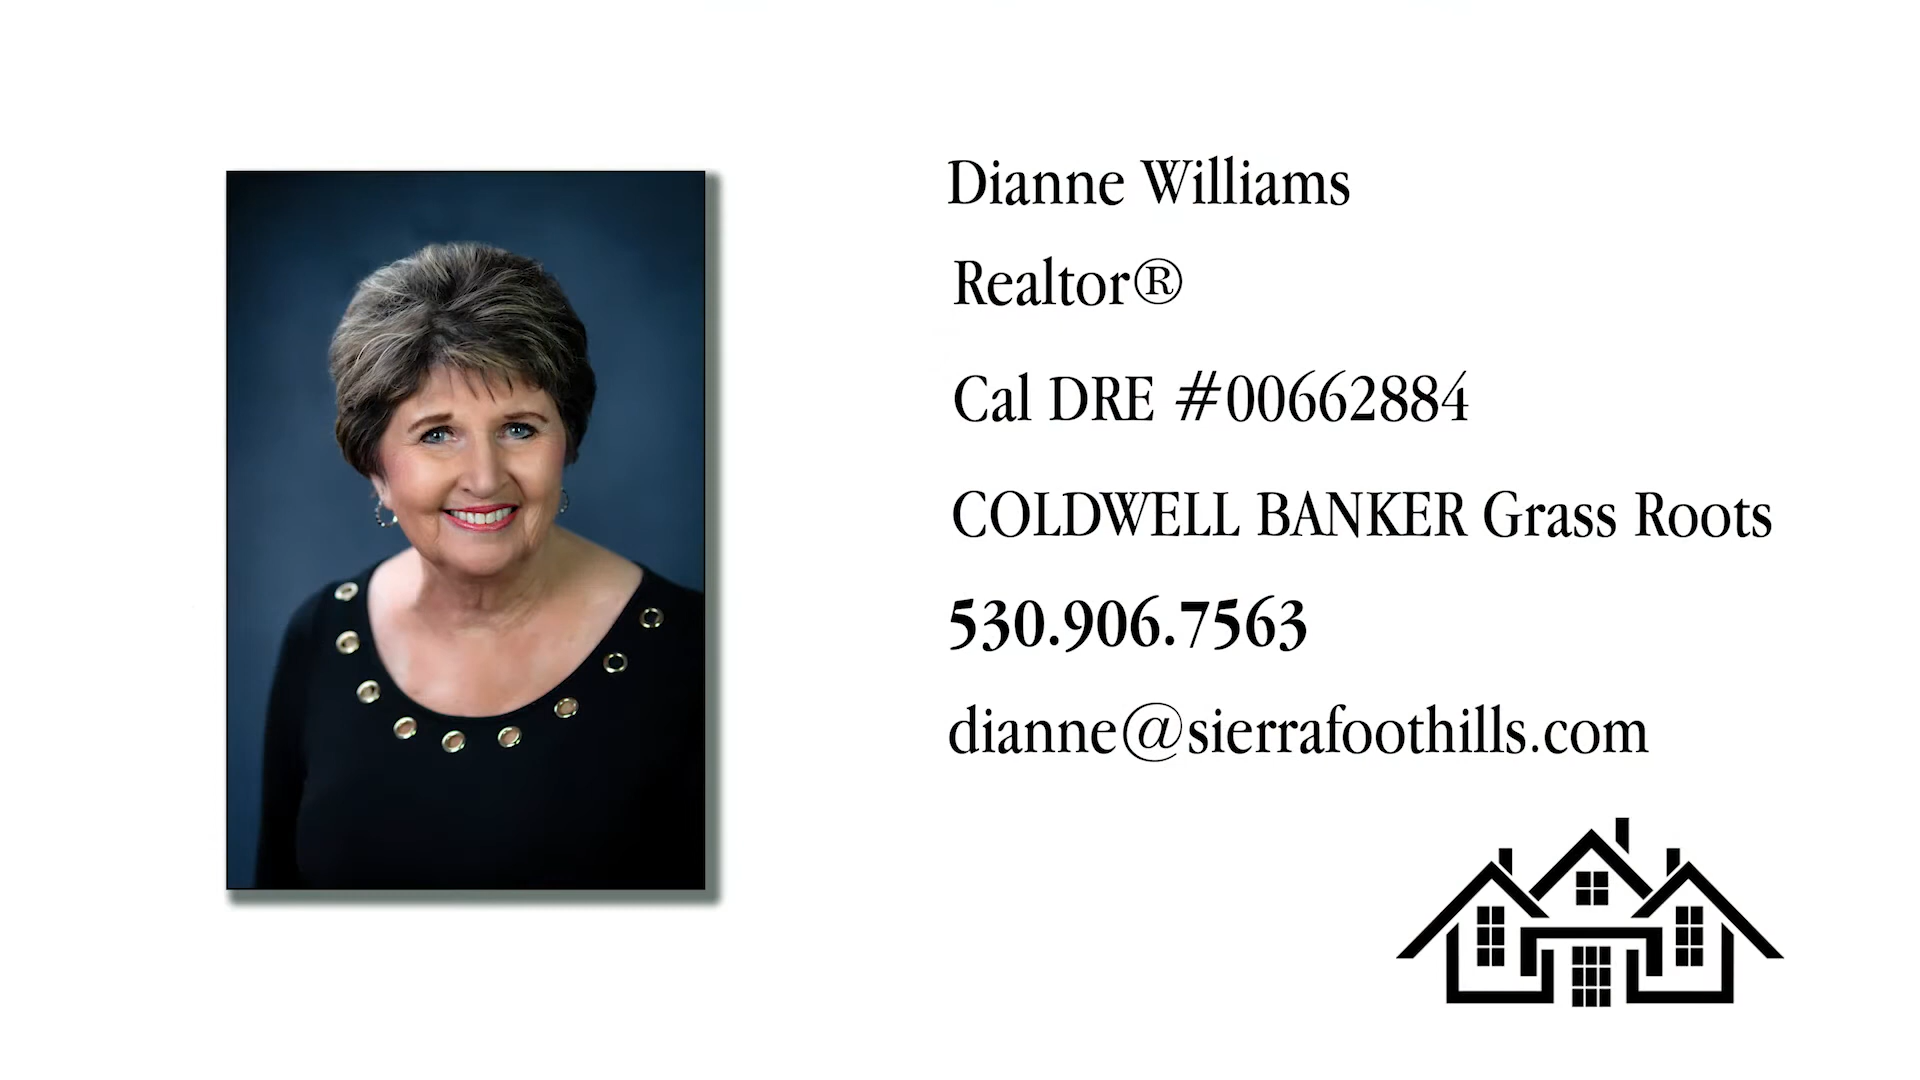 Dianne Williams
Realtor®
Cal DRE #00662884
COLDWELL BANKER Grass Roots
530.906.7563
dianne@sierrafoothills.com